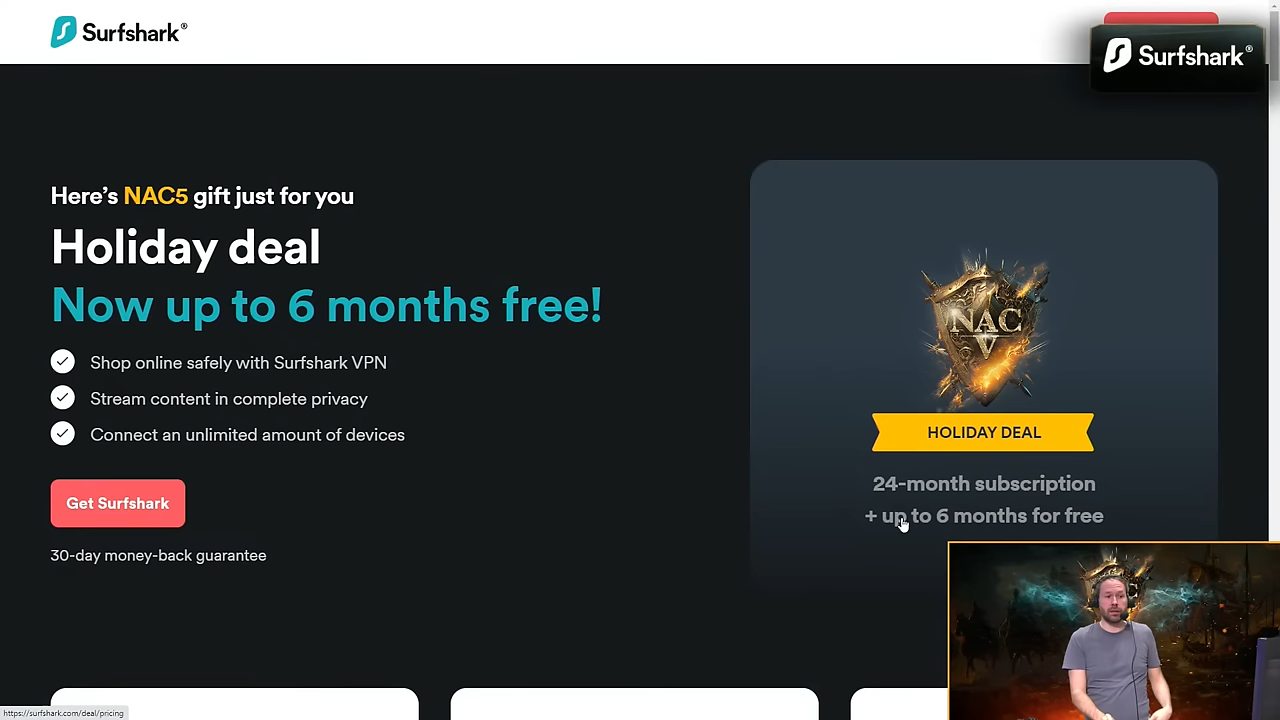 Surfshark®
Surfshark®
Here's NAC5 gift just for you
Holiday deal
Now up to 6 months free!
Shop online safely with Surfshark VPN
Stream content in complete privacy
Connect an unlimited amount of devices
Get Surfshark
30-day money-back guarantee
NAC
V
HOLIDAY DEAL
24-month subscription
+ up to 6 months for free
https://surfshark.com/deal/pricing